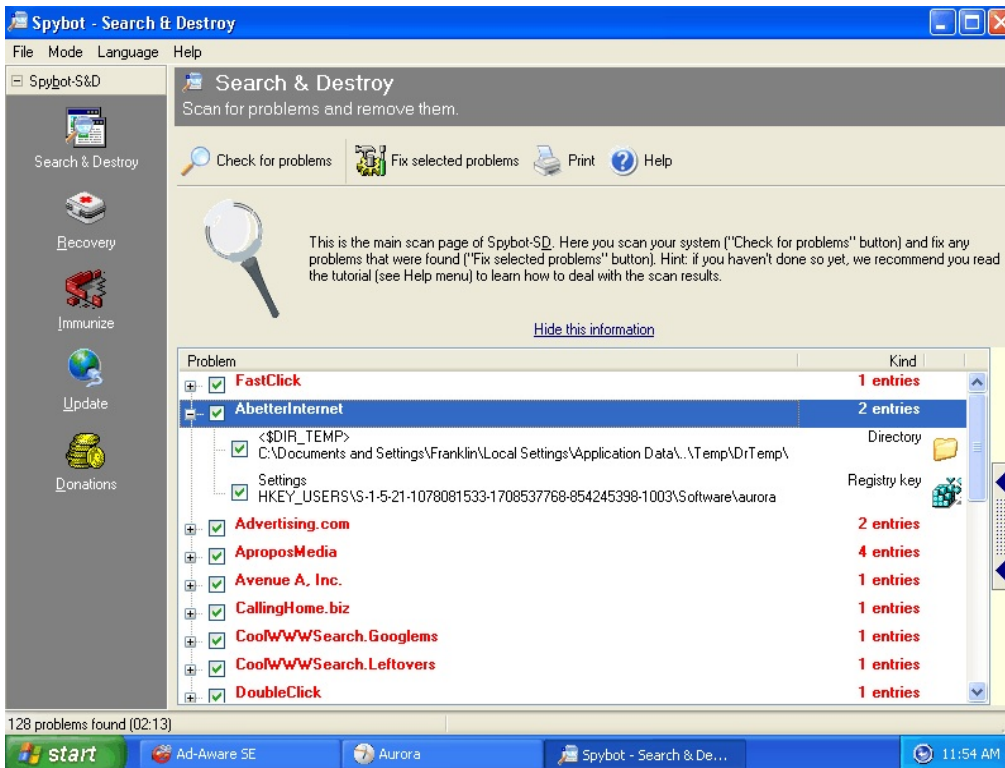 Spybot - Search & Destroy
File Mode Language Help
Spybot-S&D
Search & Destroy
Scan for problems and remove them.
Search & Destroy
Recovery
Immunize
Update
Donations
Check for problems
Fix selected problems
Print
Help
This is the main scan page of Spybot-SD. Here you scan your system ("Check for problems" button) and fix any
problems that were found ("Fix selected problems" button). Hint: if you haven't done so yet, we recommend you read
the tutorial (see Help menu) to learn how to deal with the scan results.
Hide this information
Problem Kind
FastClick 1 entries
AbetterInternet 2 entries
<$DIR_TEMP> Directory
C:\Documents and Settings\Franklin\Local Settings\Application Data\..\Temp\DrTemp\
Settings Registry key
HKEY_USERS\S-1-5-21-1078081533-1708537768-854245398-1003\Software\aurora
Advertising.com 2 entries
AproposMedia 4 entries
Avenue A, Inc. 1 entries
CallingHome.biz 1 entries
CoolWWWSearch.Googlems 1 entries
CoolWWWSearch.Leftovers 1 entries
DoubleClick 1 entries
128 problems found (02:13)
start
Ad-Aware SE
Aurora
Spybot - Search & De...
11:54 AM